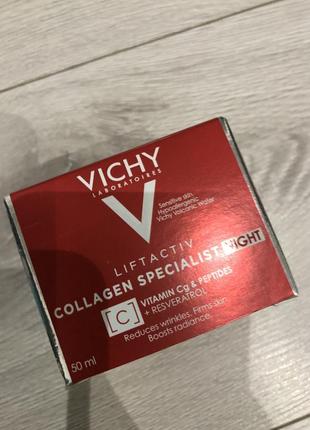 VICHY
LABORATOIRES
V
Sensitive skin
Hypoallergenic
Vichy Volcanic Water
LIFTACTIV
COLLAGEN SPECIALIST NIGHT
[C]
VITAMIN Cg & PEPTIDES
+ RESVERATROL
Reduces wrinkles. Firms skin.
Boosts radiance.
50 ml